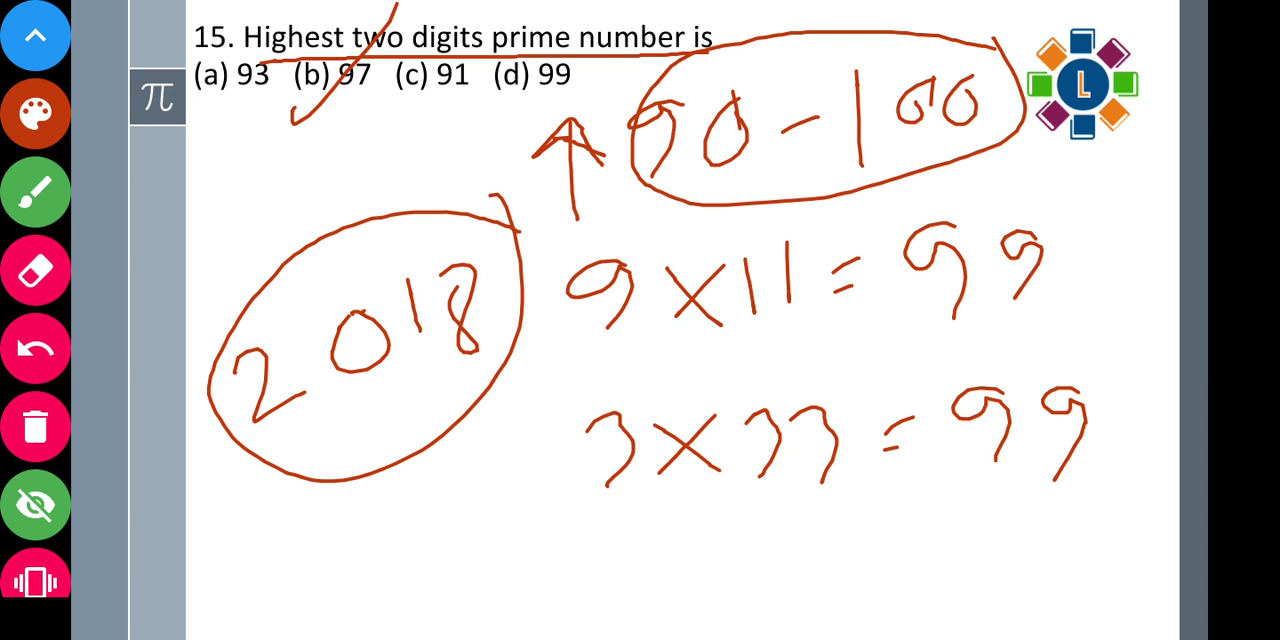 15. Highest two digits prime number is
(a) 93 (b) 97 (c) 91 (d) 99
π
L
90 - 100
2018
9 × 11 = 99
3 × 33 = 99